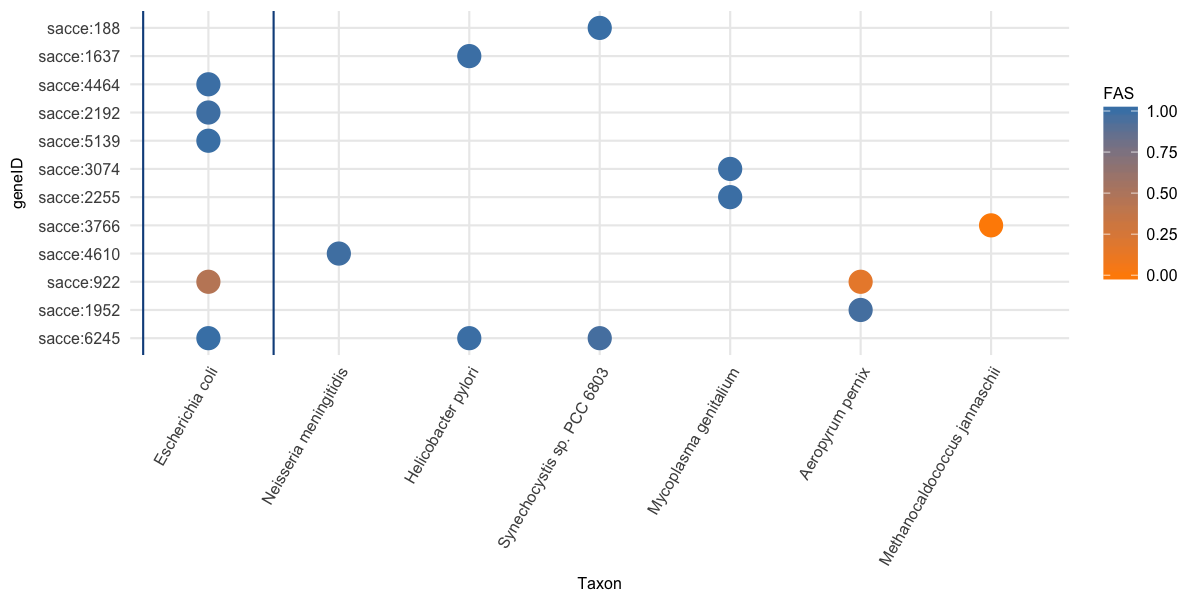 geneID
sacce:188
sacce:1637
sacce:4464
sacce:2192
sacce:5139
sacce:3074
sacce:2255
sacce:3766
sacce:4610
sacce:922
sacce:1952
sacce:6245
Escherichia coli
Neisseria meningitidis
Helicobacter pylori
Synechocystis sp. PCC 6803
Mycoplasma genitalium
Aeropyrum pernix
Methanocaldococcus jannaschii
Taxon
FAS
1.00
0.75
0.50
0.25
0.00